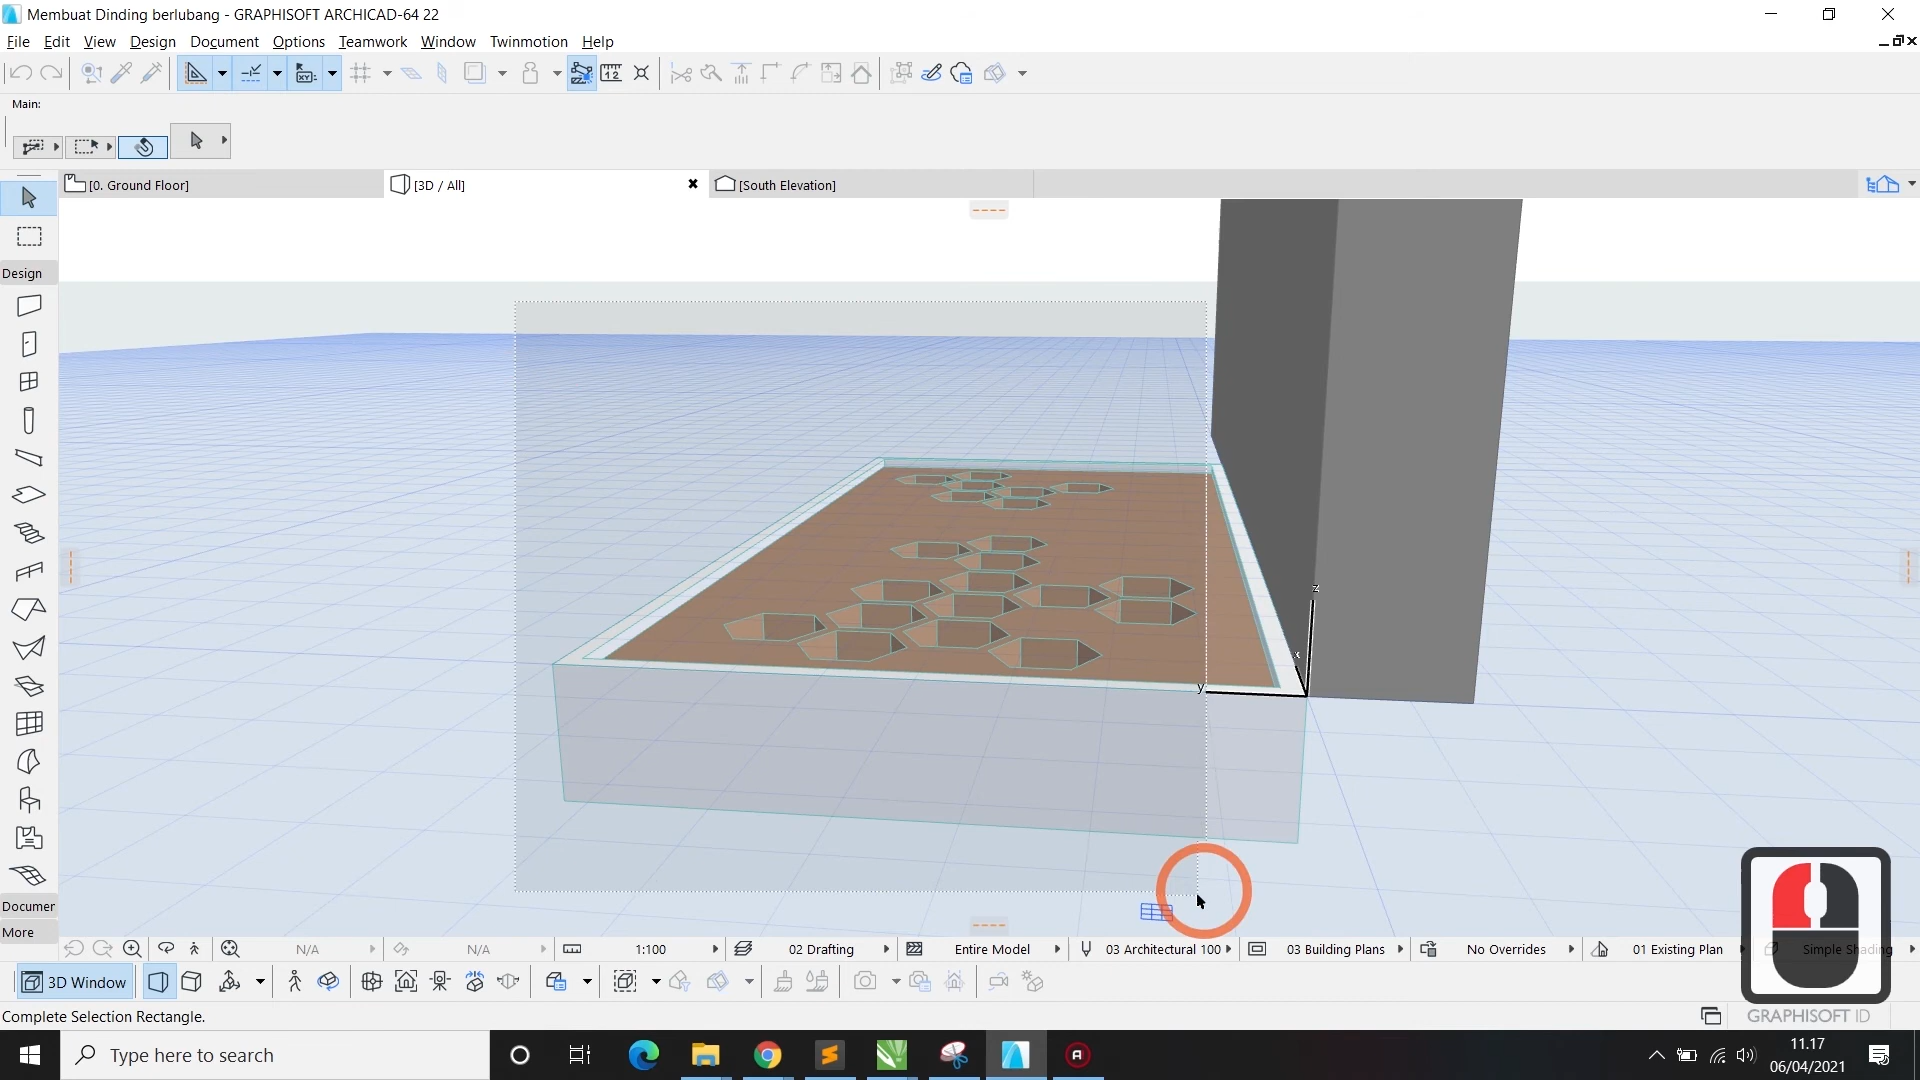 Membuat Dinding berlubang - GRAPHISOFT ARCHICAD-64 22
File Edit View Design Document Options Teamwork Window Twinmotion Help
Main:
[0. Ground Floor]
[3D / All]
[South Elevation]
Design
z
x
y
Documen
More
N/A
N/A
1:100
02 Drafting
Entire Model
03 Architectural 100
03 Building Plans
No Overrides
01 Existing Plan
Simple Shading
3D Window
Complete Selection Rectangle.
GRAPHISOFT ID
Type here to search
11.17
06/04/2021